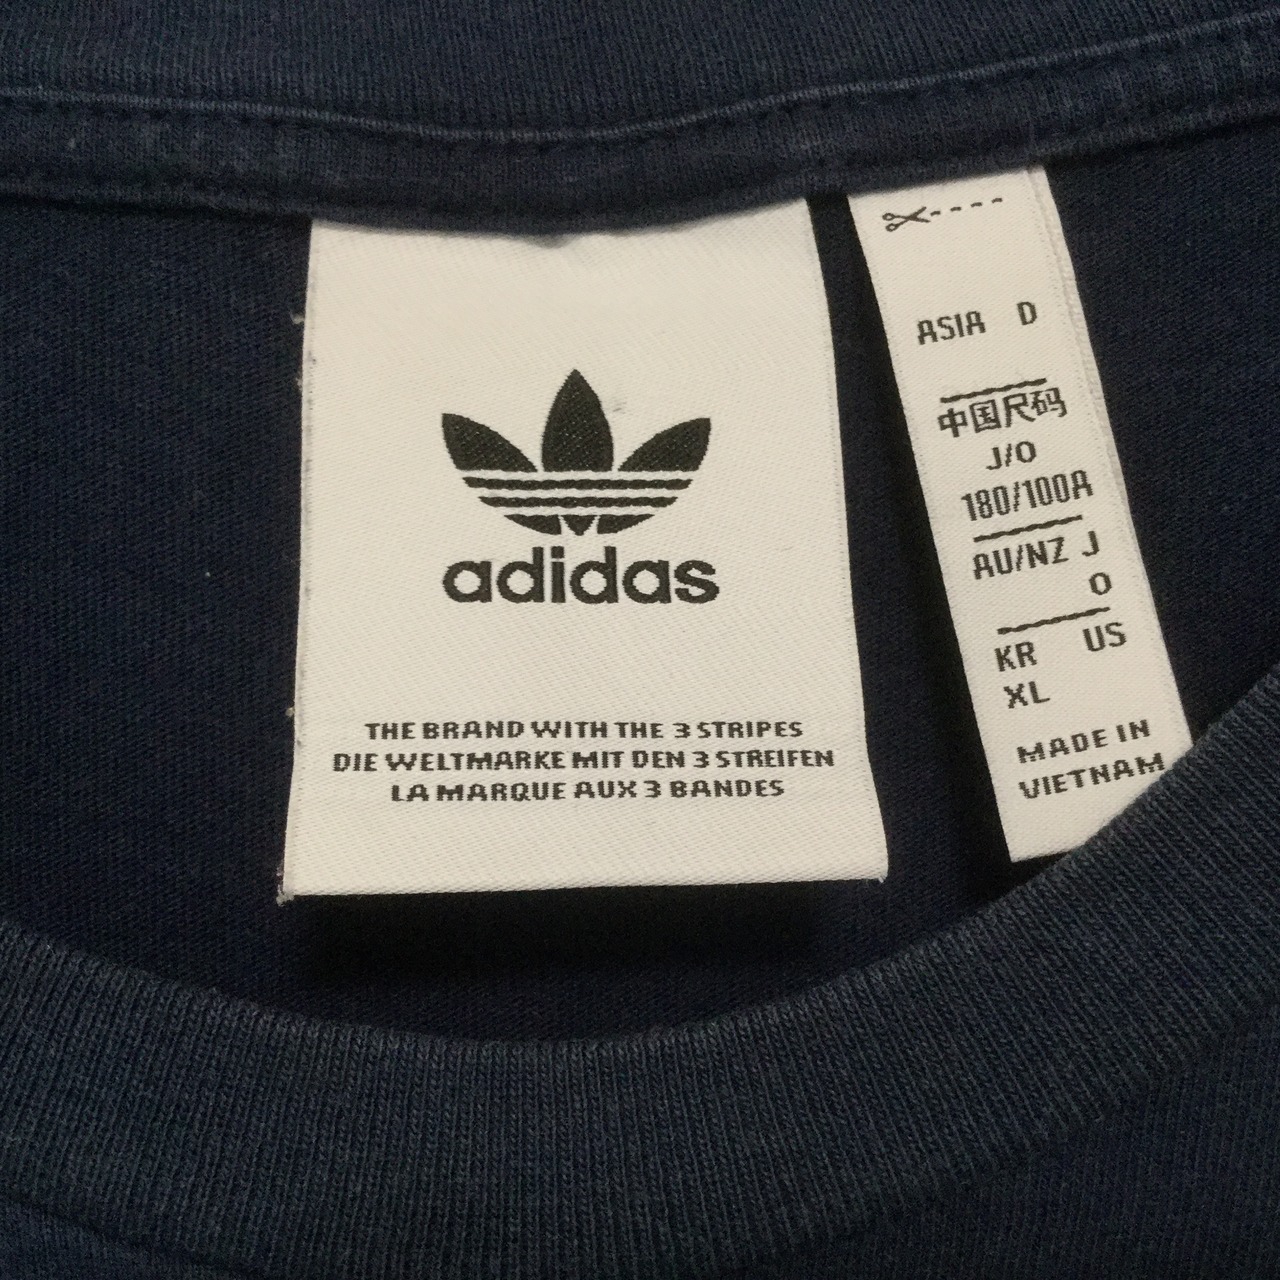 adidas
THE BRAND WITH THE 3 STRIPES
DIE WELTMARKE MIT DEN 3 STREIFEN
LA MARQUE AUX 3 BANDES
ASIA D
中国尺码
J/O
180/100A
AU/NZ J
O
KR US
XL
MADE IN
VIETNAM